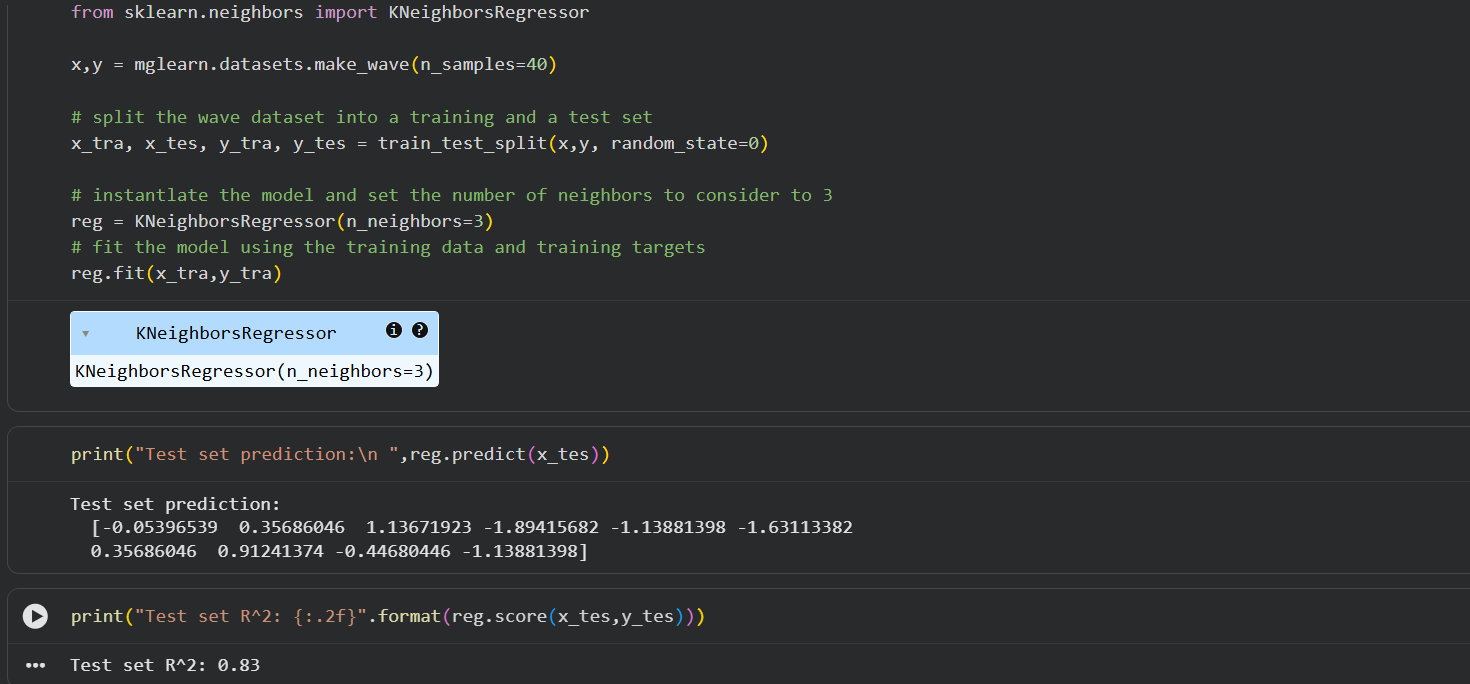 from sklearn.neighbors import KNeighborsRegressor
x,y = mglearn.datasets.make_wave(n_samples=40)
# split the wave dataset into a training and a test set
x_tra, x_tes, y_tra, y_tes = train_test_split(x,y, random_state=0)
# instantlate the model and set the number of neighbors to consider to 3
reg = KNeighborsRegressor(n_neighbors=3)
# fit the model using the training data and training targets
reg.fit(x_tra,y_tra)
▾ KNeighborsRegressor i ?
KNeighborsRegressor(n_neighbors=3)
print("Test set prediction:\n ",reg.predict(x_tes))
Test set prediction:
[-0.05396539 0.35686046 1.13671923 -1.89415682 -1.13881398 -1.63113382
0.35686046 0.91241374 -0.44680446 -1.13881398]
print("Test set R^2: {:.2f}".format(reg.score(x_tes,y_tes)))
Test set R^2: 0.83